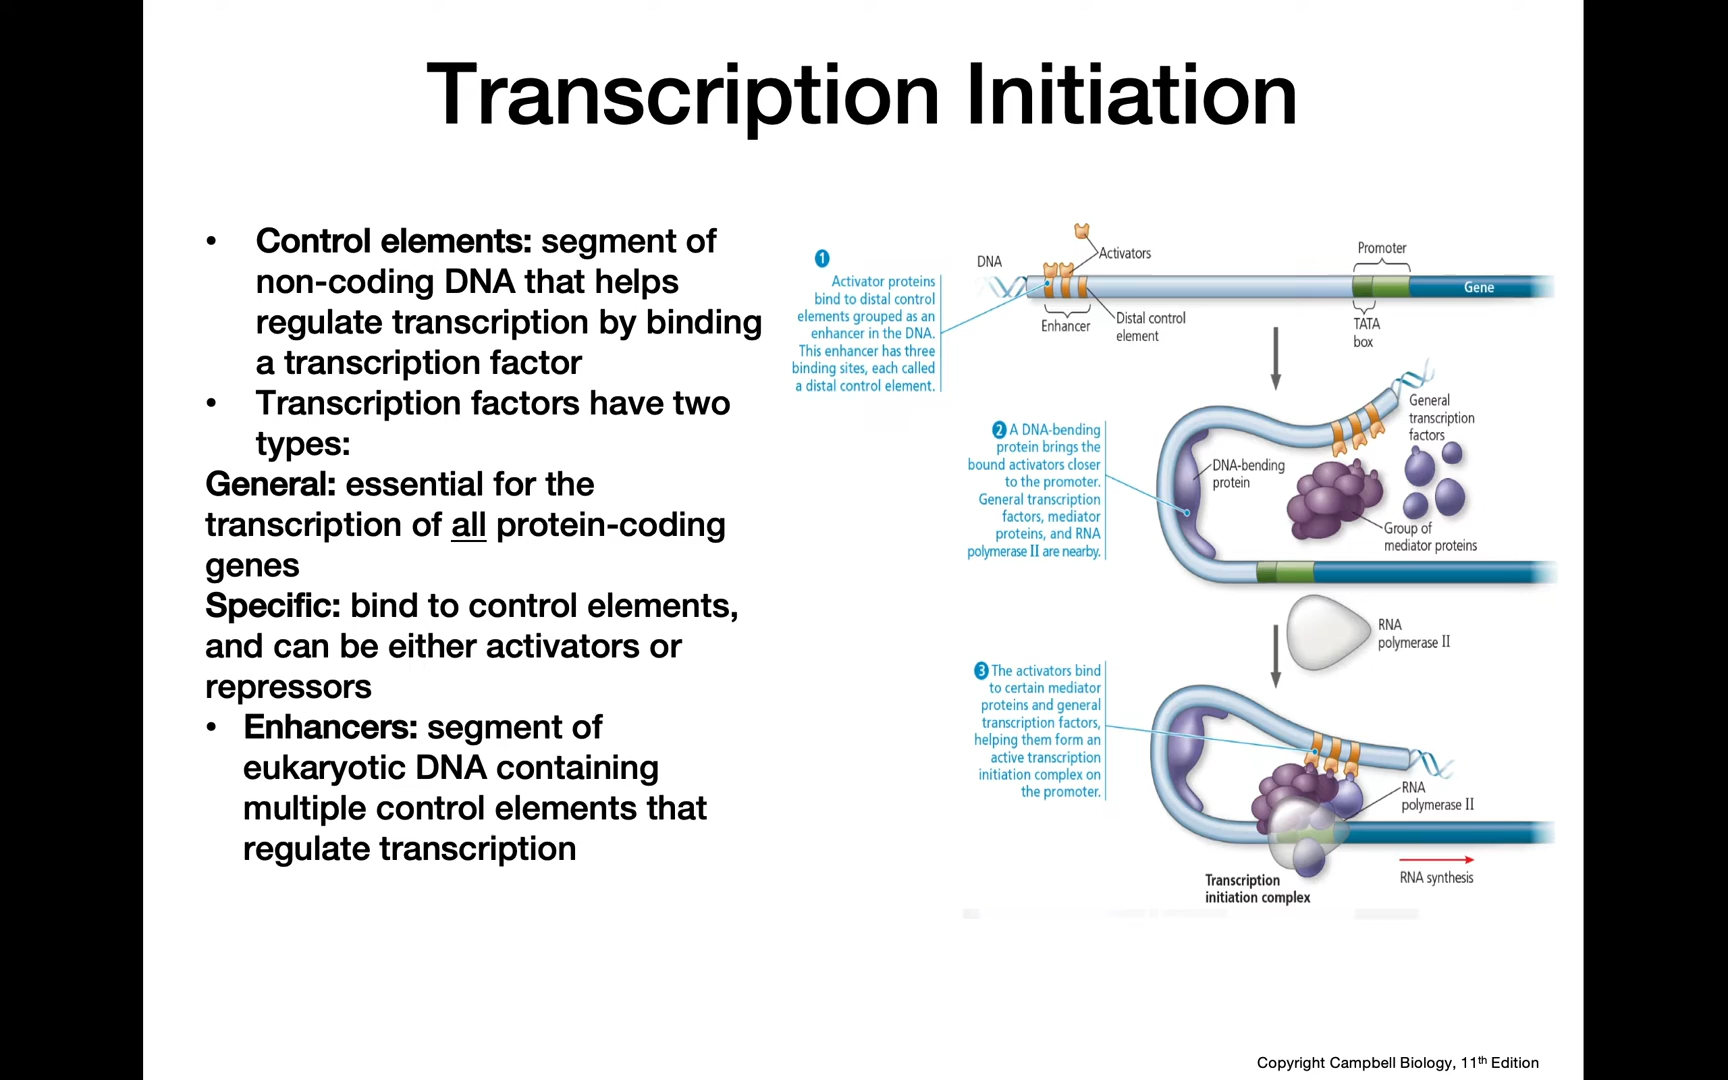 Transcription Initiation
• Control elements: segment of
non-coding DNA that helps
regulate transcription by binding
a transcription factor
• Transcription factors have two
types:
General: essential for the
transcription of all protein-coding
genes
Specific: bind to control elements,
and can be either activators or
repressors
• Enhancers: segment of
eukaryotic DNA containing
multiple control elements that
regulate transcription
1
Activator proteins
bind to distal control
elements grouped as an
enhancer in the DNA.
This enhancer has three
binding sites, each called
a distal control element.
DNA
Activators
Promoter
Gene
Enhancer
Distal control
element
TATA
box
2 A DNA-bending
protein brings the
bound activators closer
to the promoter.
General transcription
factors, mediator
proteins, and RNA
polymerase II are nearby.
DNA-bending
protein
General
transcription
factors
Group of
mediator proteins
RNA
polymerase II
3 The activators bind
to certain mediator
proteins and general
transcription factors,
helping them form an
active transcription
initiation complex on
the promoter.
RNA
polymerase II
Transcription
initiation complex
RNA synthesis
Copyright Campbell Biology, 11th Edition